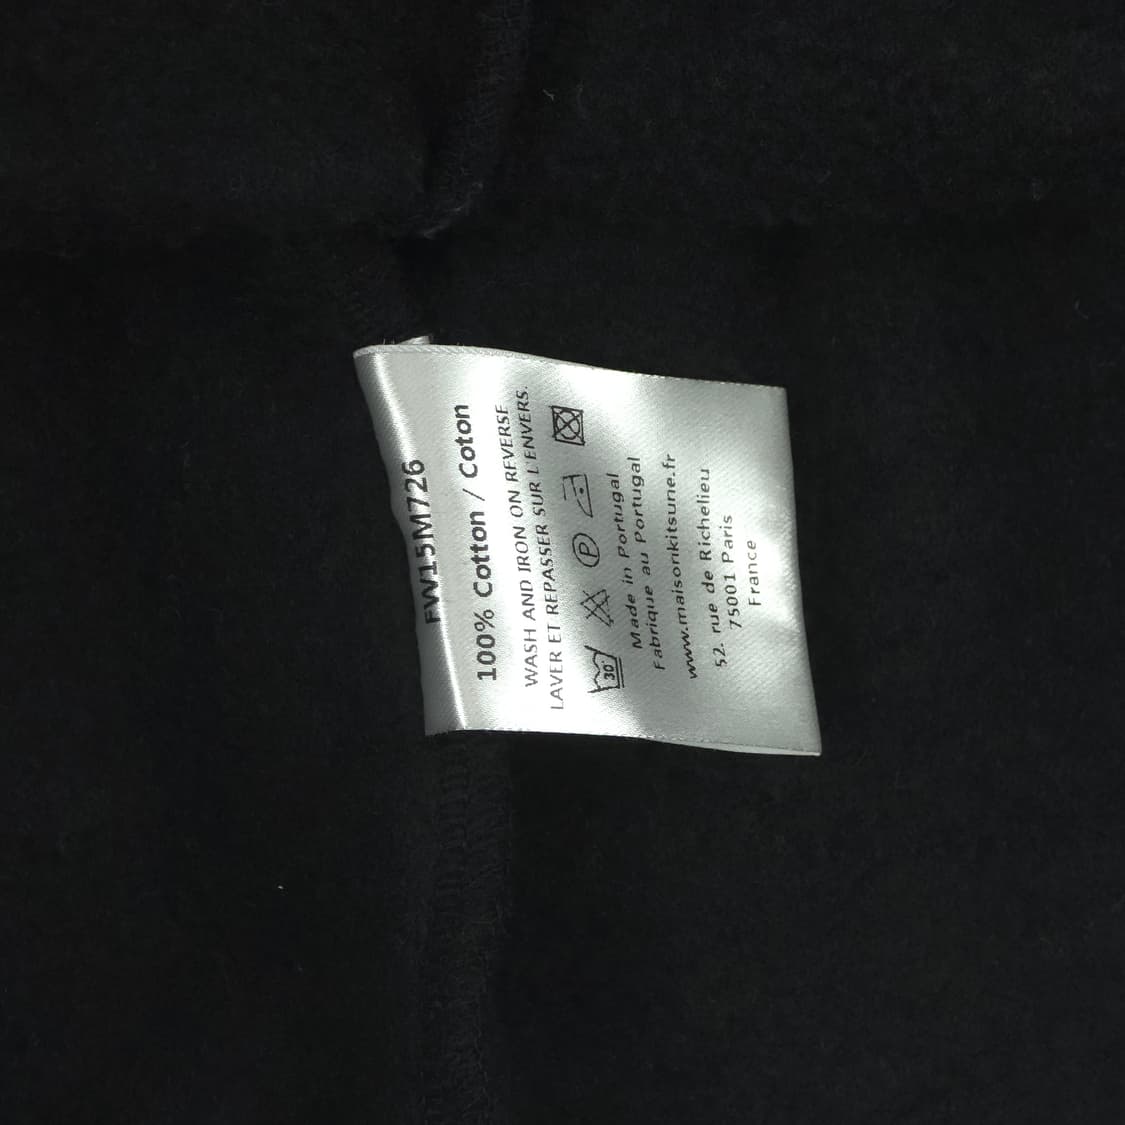 FW15M726
100% Cotton / Coton
WASH AND IRON ON REVERSE
LAVER ET REPASSER SUR L'ENVERS.
30°
P
Made in Portugal
Fabrique au Portugal
www.maisonkitsune.fr
52. rue de Richelieu
75001 Paris
France